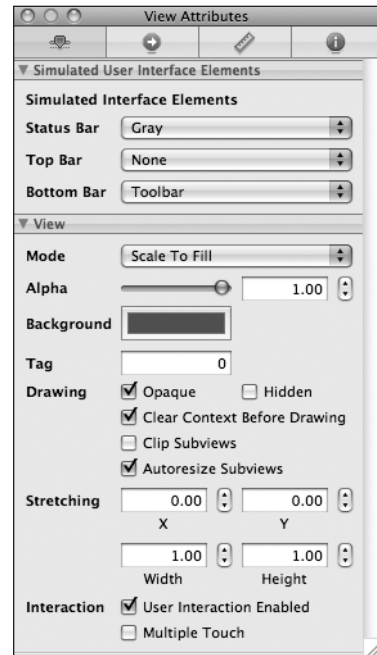 View Attributes
Simulated User Interface Elements
Simulated Interface Elements
Status Bar Gray
Top Bar None
Bottom Bar Toolbar
View
Mode Scale To Fill
Alpha 1.00
Background
Tag 0
Drawing Opaque Hidden
Clear Context Before Drawing
Clip Subviews
Autoresize Subviews
Stretching 0.00 0.00
X Y
1.00 1.00
Width Height
Interaction User Interaction Enabled
Multiple Touch